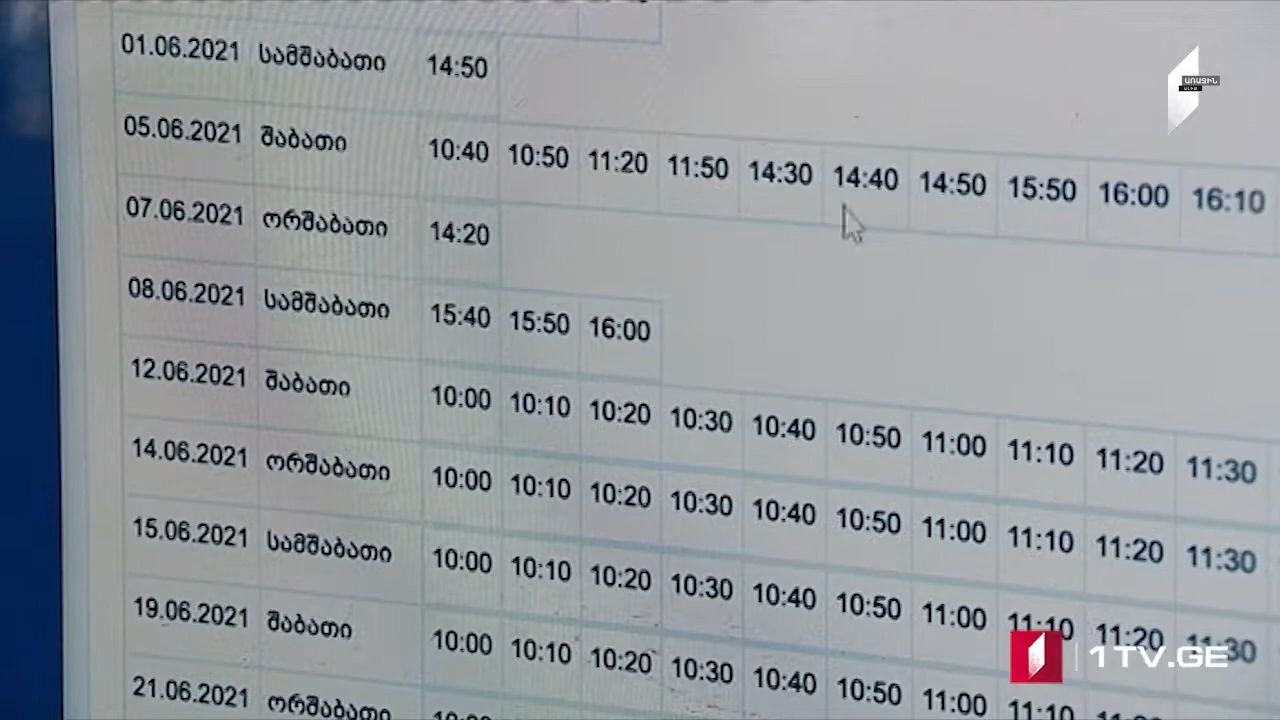 01.06.2021 სამშაბათი 14:50
ԱՌԱՋԻՆ
ԱԼԻՔ
05.06.2021 შაბათი 10:40 10:50 11:20 11:50 14:30 14:40 14:50 15:50 16:00 16:10
07.06.2021 ორშაბათი 14:20
08.06.2021 სამშაბათი 15:40 15:50 16:00
12.06.2021 შაბათი 10:00 10:10 10:20 10:30 10:40 10:50 11:00 11:10 11:20 11:30
14.06.2021 ორშაბათი 10:00 10:10 10:20 10:30 10:40 10:50 11:00 11:10 11:20 11:30
15.06.2021 სამშაბათი 10:00 10:10 10:20 10:30 10:40 10:50 11:00 11:10 11:20 11:30
19.06.2021 შაბათი 10:00 10:10 10:20 10:30 10:40 10:50 11:00 11:10
1TV.GE
21.06.2021 ორშაბათი